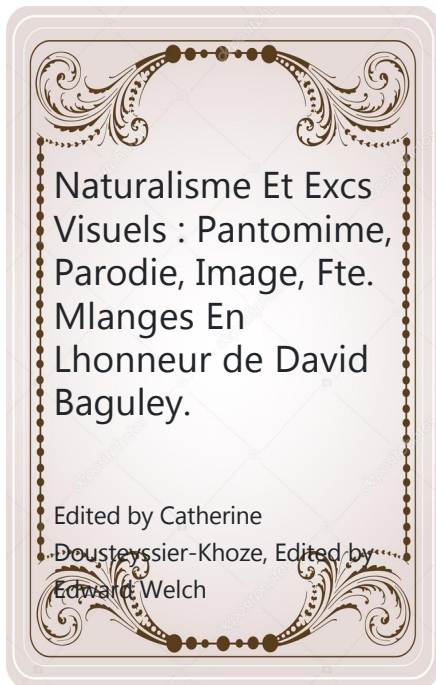 Naturalisme Et Excs
Visuels : Pantomime,
Parodie, Image, Fte.
Mlanges En
Lhonneur de David
Baguley.
Edited by Catherine
Dousteyssier-Khoze, Edited by
Edward Welch